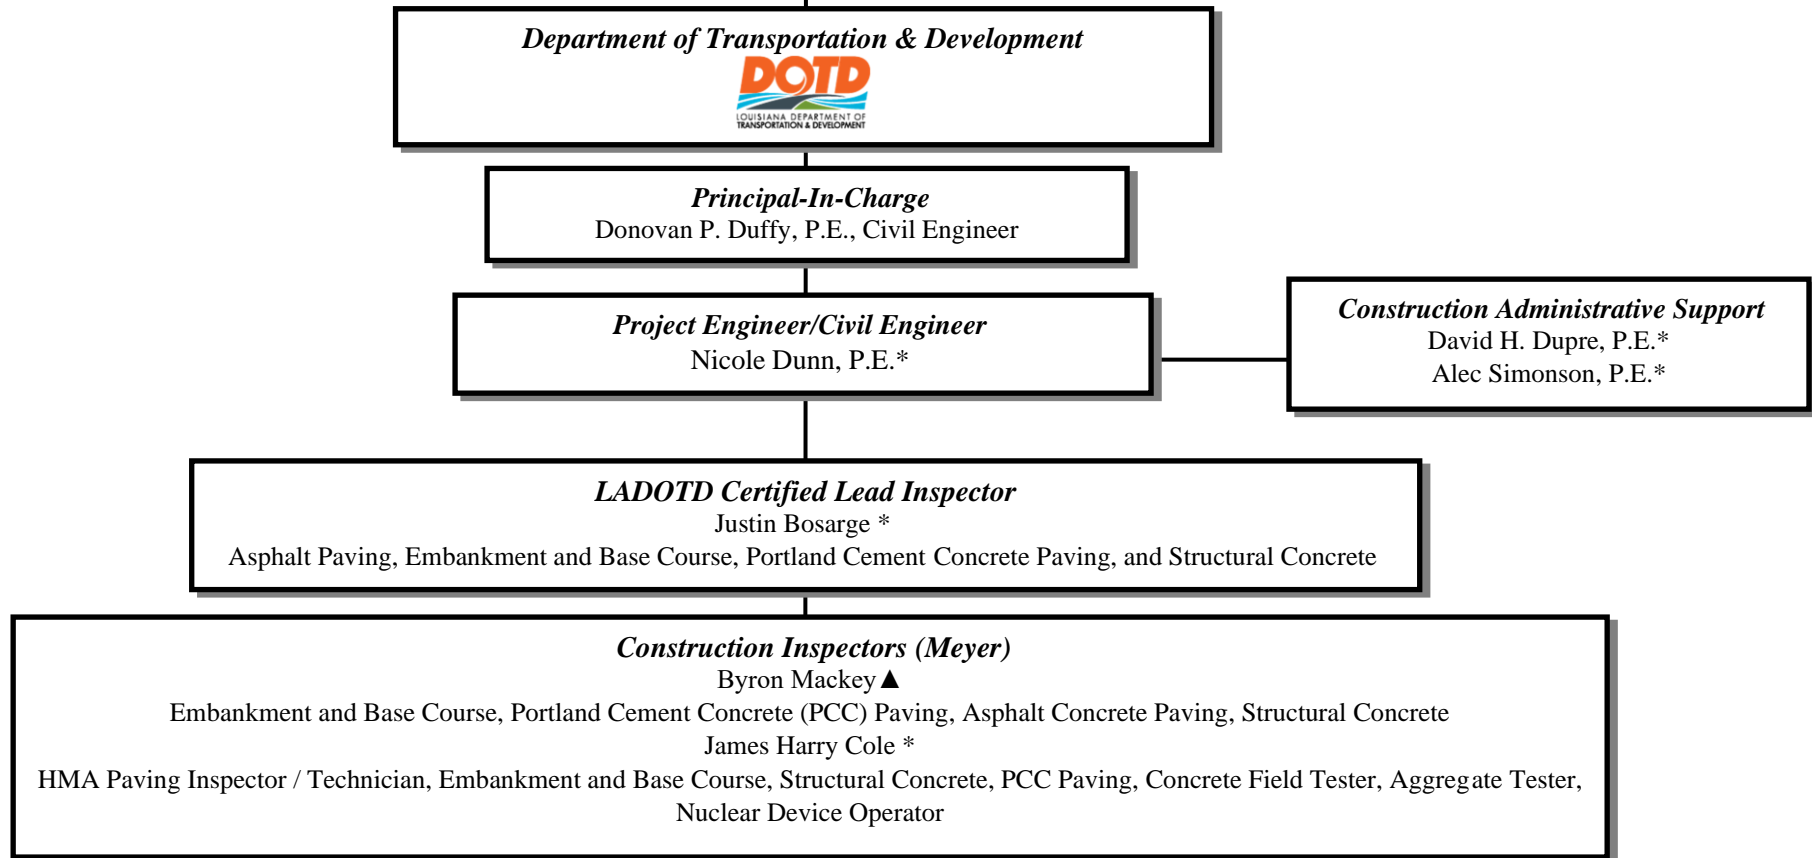 Department of Transportation & Development
DOTD
LOUISIANA DEPARTMENT OF
TRANSPORTATION & DEVELOPMENT
Principal-In-Charge
Donovan P. Duffy, P.E., Civil Engineer
Project Engineer/Civil Engineer
Nicole Dunn, P.E.*
Construction Administrative Support
David H. Dupre, P.E.*
Alec Simonson, P.E.*
LADOTD Certified Lead Inspector
Justin Bosarge *
Asphalt Paving, Embankment and Base Course, Portland Cement Concrete Paving, and Structural Concrete
Construction Inspectors (Meyer)
Byron Mackey▲
Embankment and Base Course, Portland Cement Concrete (PCC) Paving, Asphalt Concrete Paving, Structural Concrete
James Harry Cole *
HMA Paving Inspector / Technician, Embankment and Base Course, Structural Concrete, PCC Paving, Concrete Field Tester, Aggregate Tester,
Nuclear Device Operator